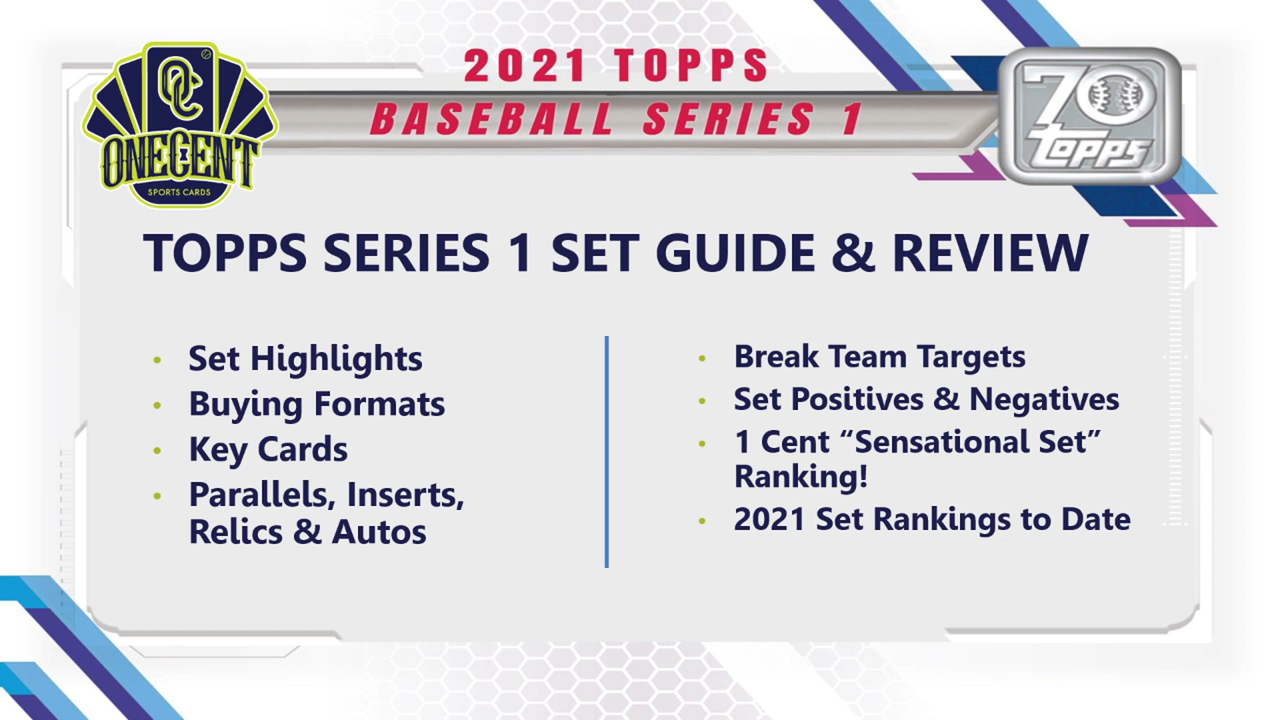 2021 TOPPS
BASEBALL SERIES 1
OC
ONECENT
SPORTS CARDS
70
topps
TOPPS SERIES 1 SET GUIDE & REVIEW
• Set Highlights
• Buying Formats
• Key Cards
• Parallels, Inserts,
Relics & Autos
• Break Team Targets
• Set Positives & Negatives
• 1 Cent “Sensational Set”
Ranking!
• 2021 Set Rankings to Date